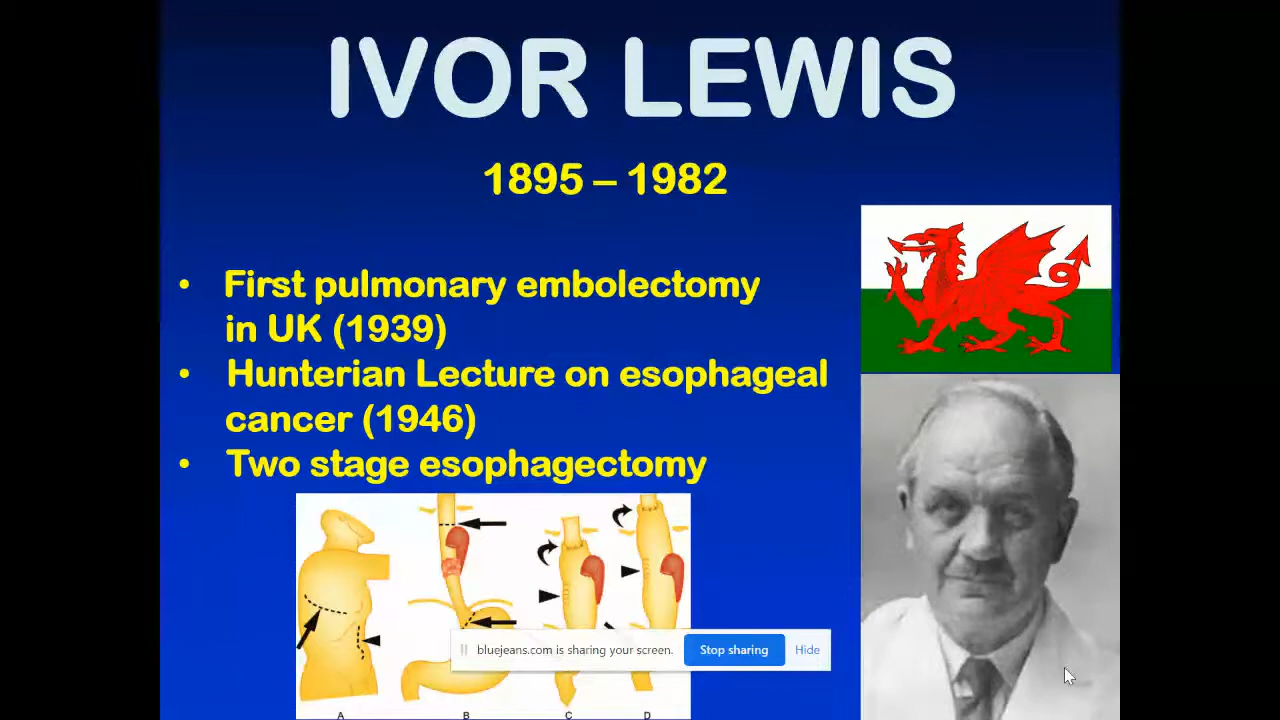 IVOR LEWIS
1895 – 1982
• First pulmonary embolectomy
in UK (1939)
• Hunterian Lecture on esophageal
cancer (1946)
• Two stage esophagectomy
bluejeans.com is sharing your screen. Stop sharing Hide
A B C D